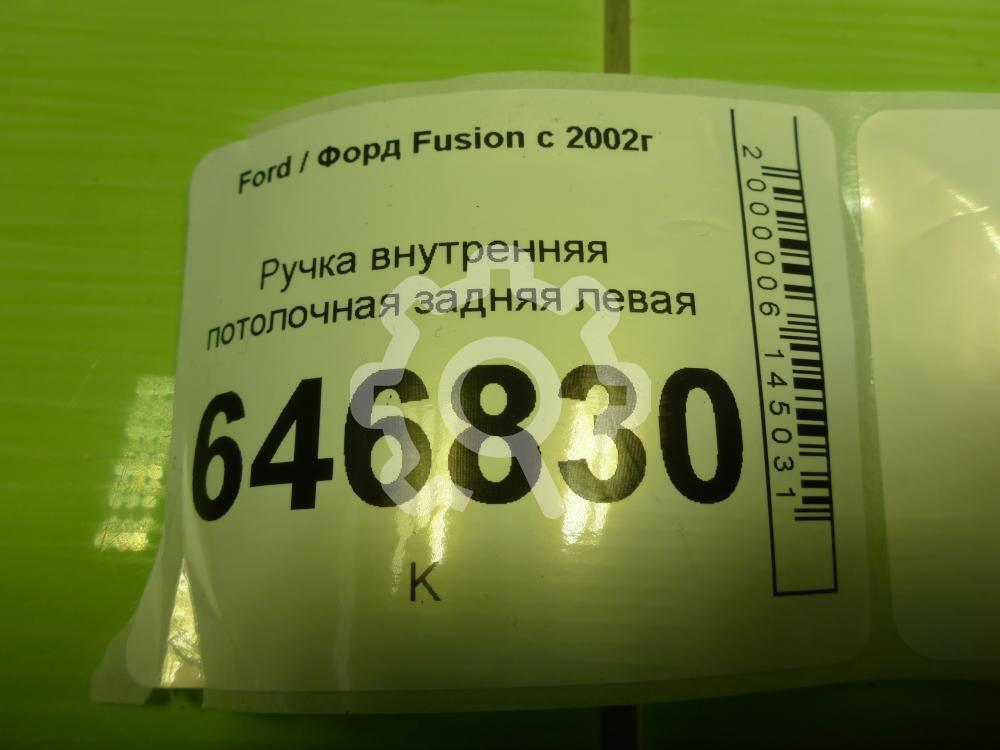 Ford / Форд Fusion с 2002г
Ручка внутренняя
потолочная задняя левая
646830
К
2000006145031